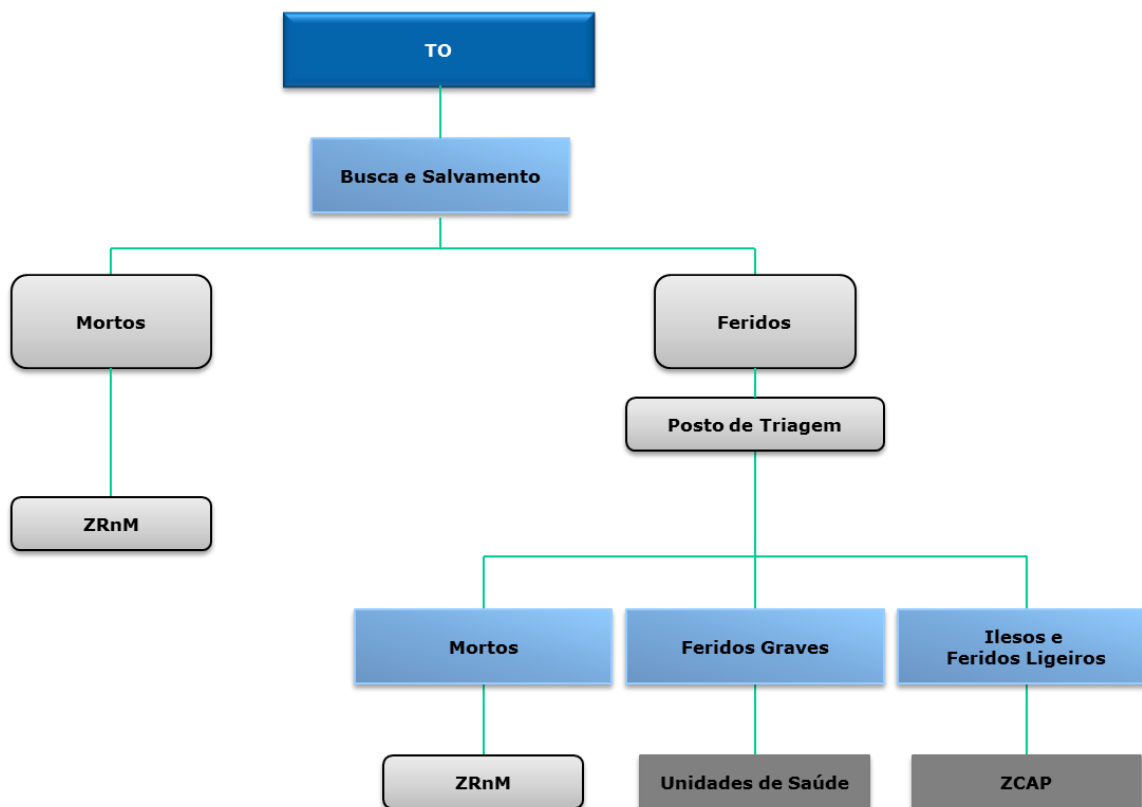 TO
Busca e Salvamento
Mortos
Feridos
Posto de Triagem
ZRnM
Mortos
Feridos Graves
Ilesos e
Feridos Ligeiros
ZRnM
Unidades de Saúde
ZCAP